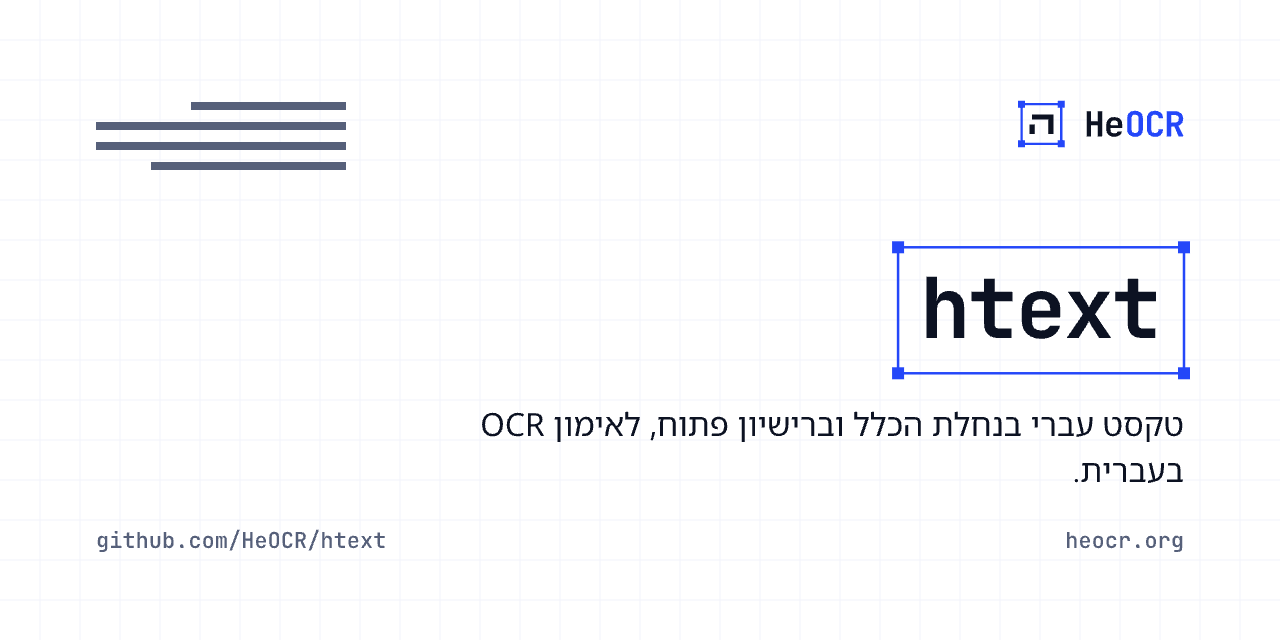 ה HeOCR
htext
טקסט עברי בנחלת הכלל וברישיון פתוח, לאימון OCR
בעברית.
heocr.org
github.com/HeOCR/htext